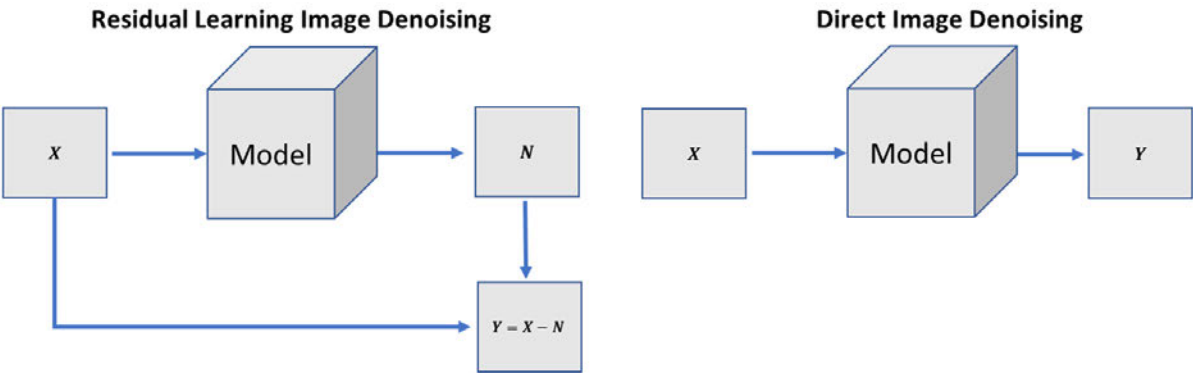 Residual Learning Image Denoising
X
Model
N
Y = X − N
Direct Image Denoising
X
Model
Y